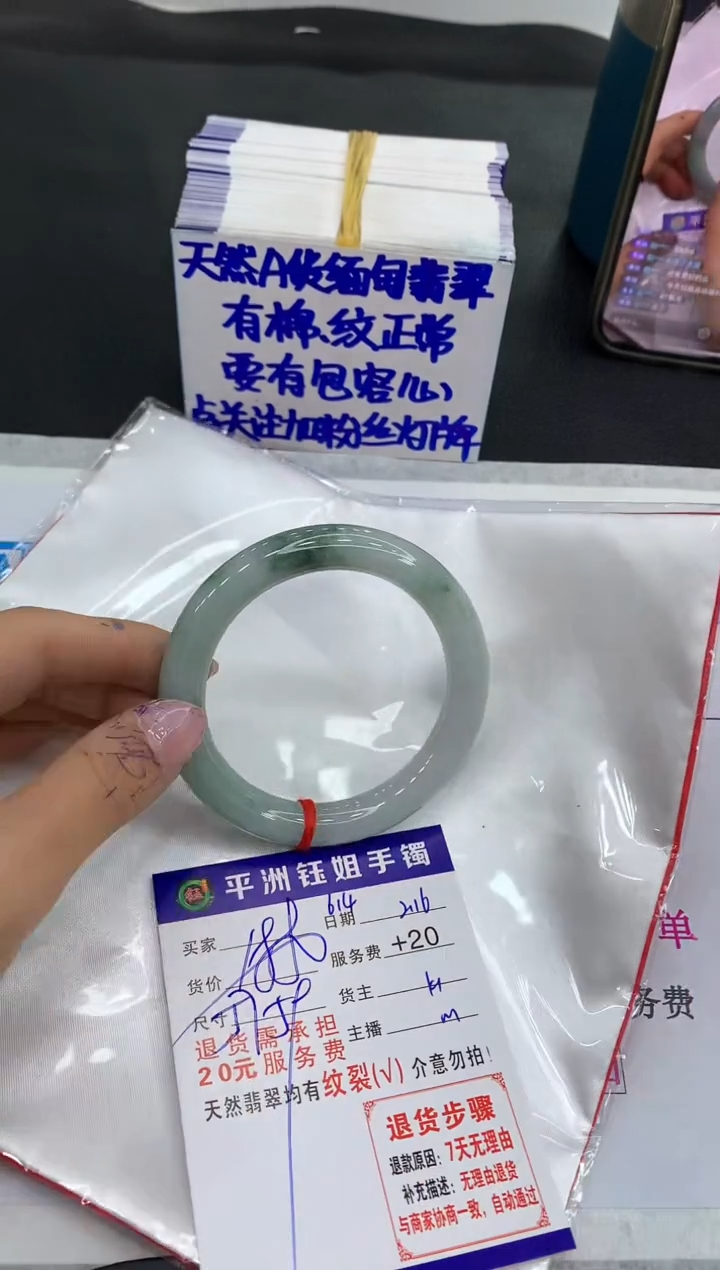 天然A货缅甸翡翠
有棉、纹正常
要有包容心
点关注加粉丝灯牌
平洲钰姐手镯
买家 614 日期 216
货价 服务费 +20
尺寸 货主 kl
主播 m
退货需承担
20元服务费
天然翡翠均有纹裂(√) 介意勿拍!
退货步骤
退款原因:7天无理由
补充描述:无理由退货
与商家协商一致,自动通过
单
务费